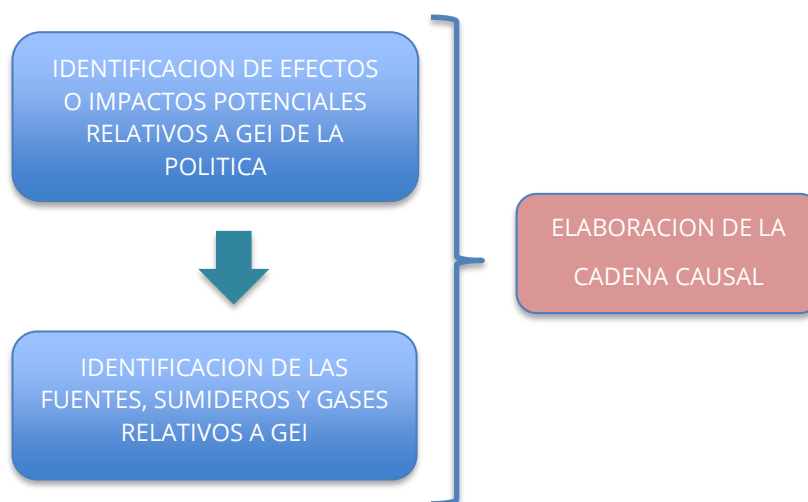 IDENTIFICACION DE EFECTOS
O IMPACTOS POTENCIALES
RELATIVOS A GEI DE LA
POLITICA
IDENTIFICACION DE LAS
FUENTES, SUMIDEROS Y GASES
RELATIVOS A GEI
ELABORACION DE LA
CADENA CAUSAL